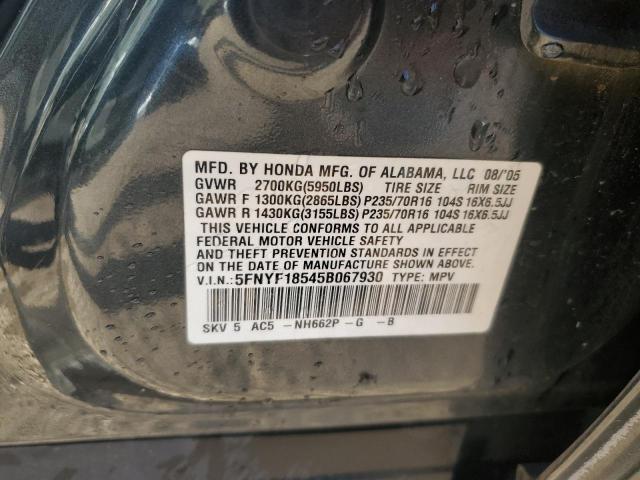 MFD. BY HONDA MFG. OF ALABAMA, LLC 08/'05
GVWR 2700KG(5950LBS) TIRE SIZE RIM SIZE
GAWR F 1300KG(2865LBS) P235/70R16 104S 16X6.5JJ
GAWR R 1430KG(3155LBS) P235/70R16 104S 16X6.5JJ
THIS VEHICLE CONFORMS TO ALL APPLICABLE
FEDERAL MOTOR VEHICLE SAFETY
AND THEFT PREVENTION STANDARDS IN EFFECT
ON THE DATE OF MANUFACTURE SHOWN ABOVE.
V.I.N.: 5FNYF18545B067930 TYPE: MPV
SKV 5 AC5 -NH662P -G -B